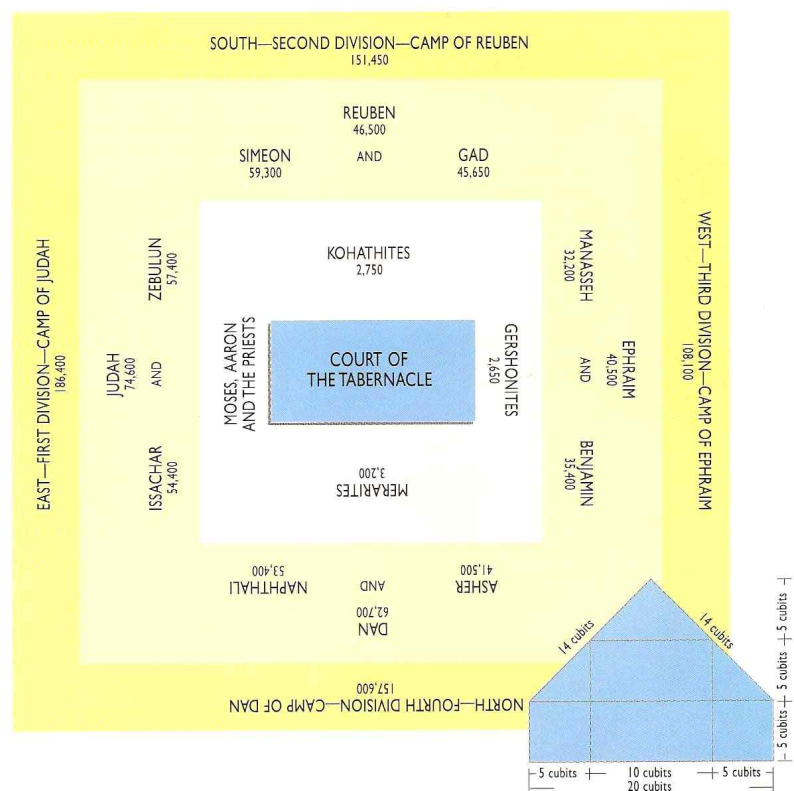 SOUTH—SECOND DIVISION—CAMP OF REUBEN
151,450
REUBEN
46,500
SIMEON
59,300
AND
GAD
45,650
EAST—FIRST DIVISION—CAMP OF JUDAH
186,400
ZEBULUN
57,400
JUDAH
74,600
AND
ISSACHAR
54,400
KOHATHITES
2,750
MOSES, AARON
AND THE PRIESTS
COURT OF
THE TABERNACLE
GERSHONITES
2,650
MERARITES
3,200
MANASSEH
32,200
EPHRAIM
40,500
AND
BENJAMIN
35,400
WEST—THIRD DIVISION—CAMP OF EPHRAIM
108,100
NAPHTHALI
53,400
AND
ASHER
41,500
DAN
62,700
NORTH—FOURTH DIVISION—CAMP OF DAN
157,600
14 cubits
14 cubits
5 cubits
5 cubits
5 cubits
5 cubits
10 cubits
5 cubits
20 cubits